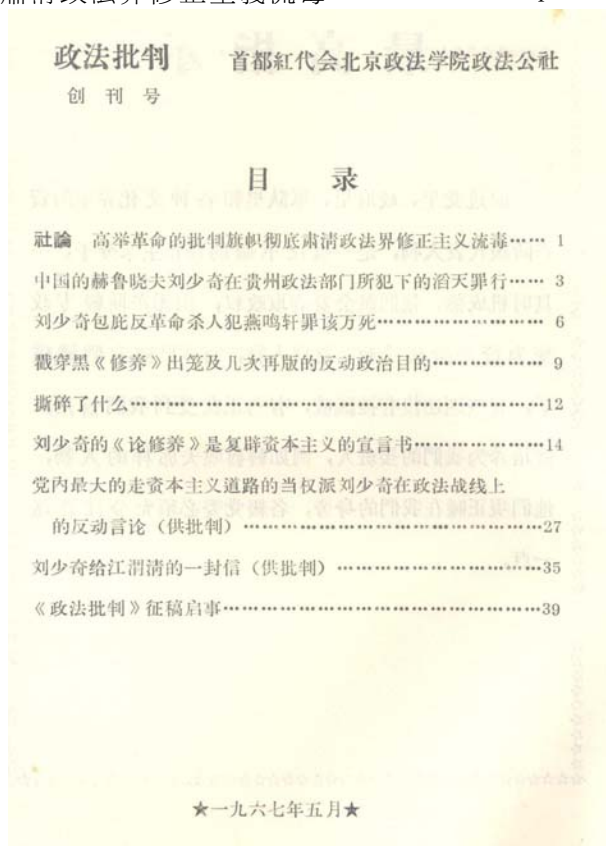 政法批判 首都紅代会北京政法学院政法公社
创刊号
目录
社論 高举革命的批判旗帜彻底肃清政法界修正主义流毒…… 1
中国的赫鲁晓夫刘少奇在贵州政法部门所犯下的滔天罪行…… 3
刘少奇包庇反革命杀人犯燕鸣轩罪该万死…………………… 6
戳穿黑《修养》出笼及几次再版的反动政治目的…………… 9
撕碎了什么……………………………………………………12
刘少奇的《论修养》是复辟资本主义的宣言书………………14
党内最大的走资本主义道路的当权派刘少奇在政法战线上
的反动言论（供批判）……………………………………27
刘少奇给江渭清的一封信（供批判）…………………………35
《政法批判》征稿启事…………………………………………39
★一九六七年五月★